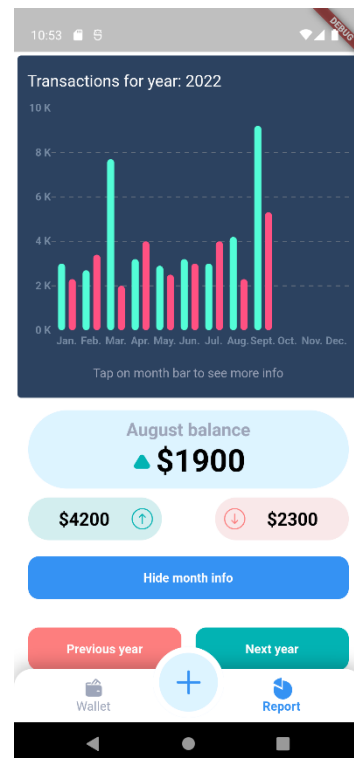 10:53
DEBUG
Transactions for year: 2022
10 K
8 K
6 K
4 K
2 K
0 K
Jan. Feb. Mar. Apr. May. Jun. Jul. Aug. Sept. Oct. Nov. Dec.
Tap on month bar to see more info
August balance
$1900
$4200 $2300
Hide month info
Previous year Next year
Wallet Report